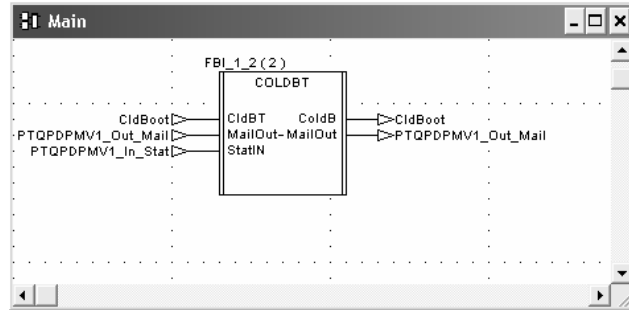 Main
FBI_1_2 (2)
COLDBT
CldBoot CldBT ColdB CldBoot
PTQPDPMV1_Out_Mail MailOut-MailOut PTQPDPMV1_Out_Mail
PTQPDPMV1_In_Stat StatIN